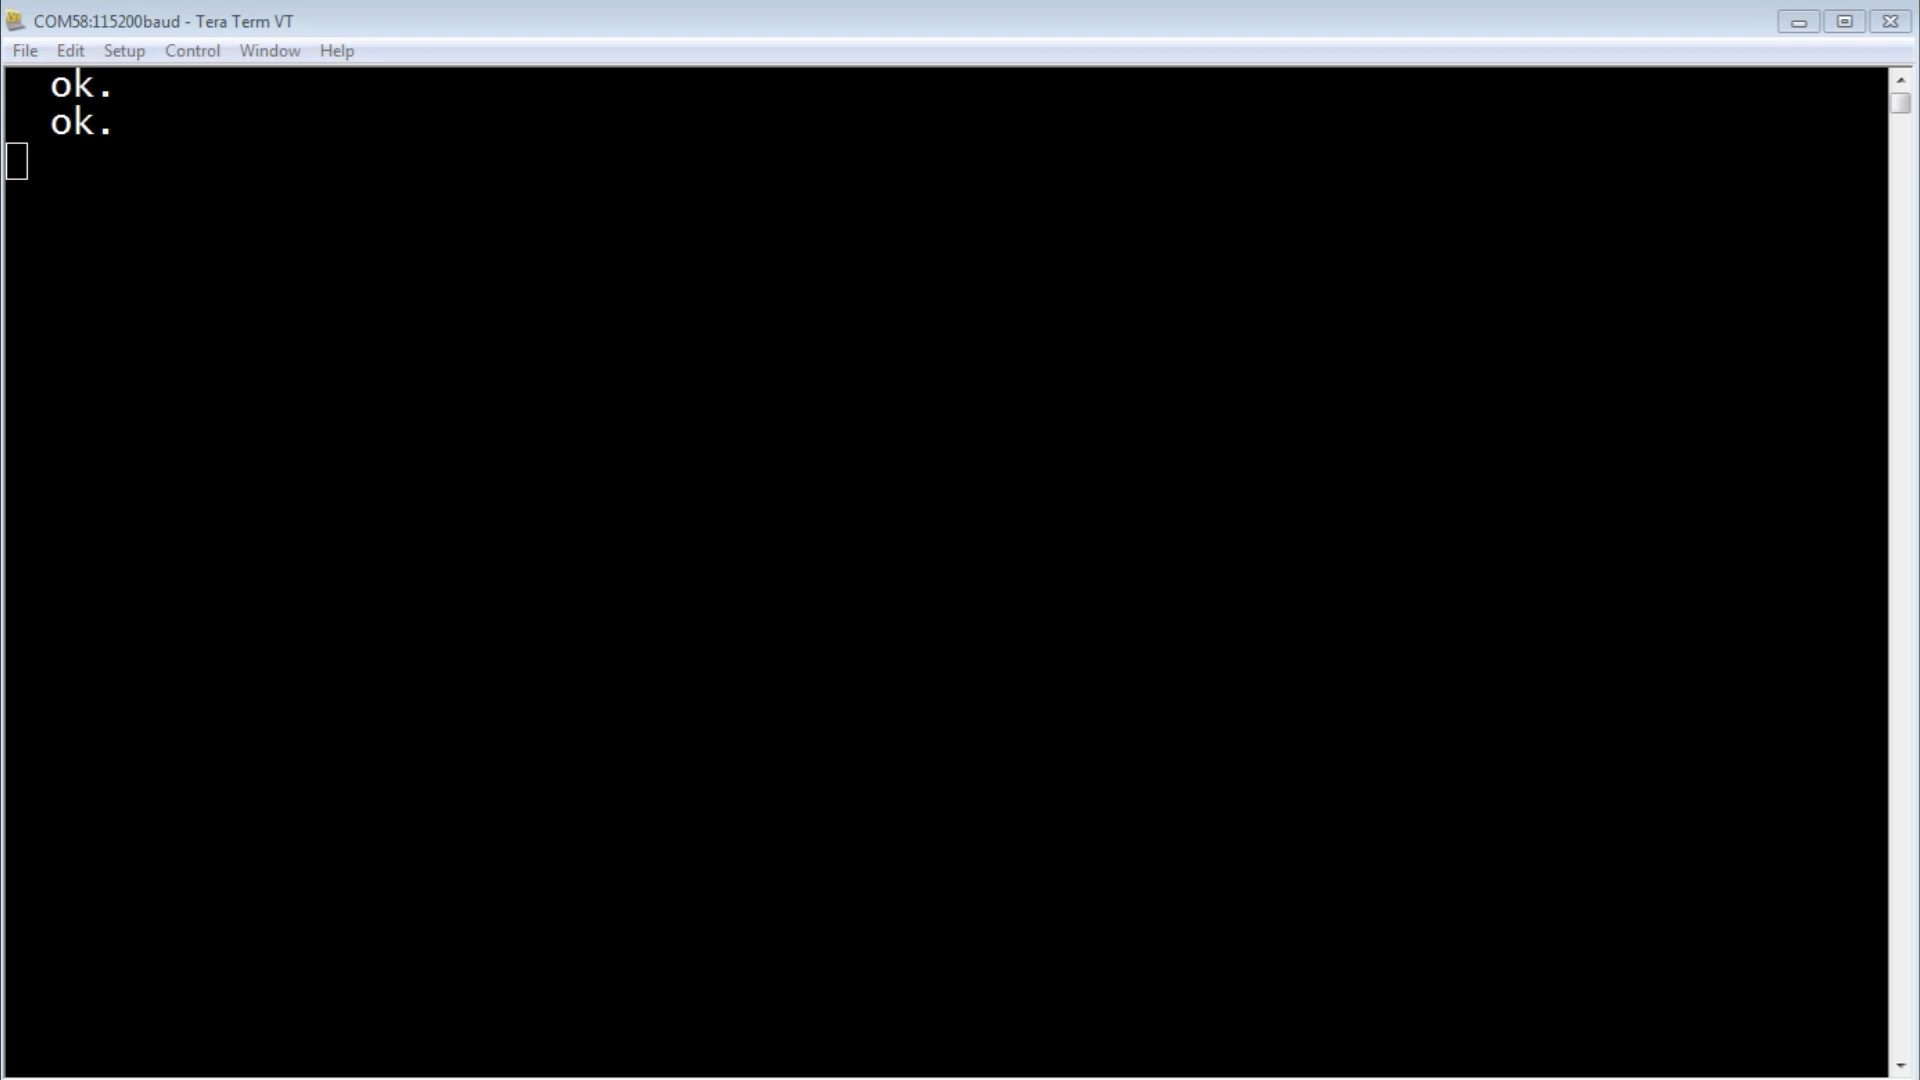 COM58:115200baud - Tera Term VT
File Edit Setup Control Window Help
ok.
ok.